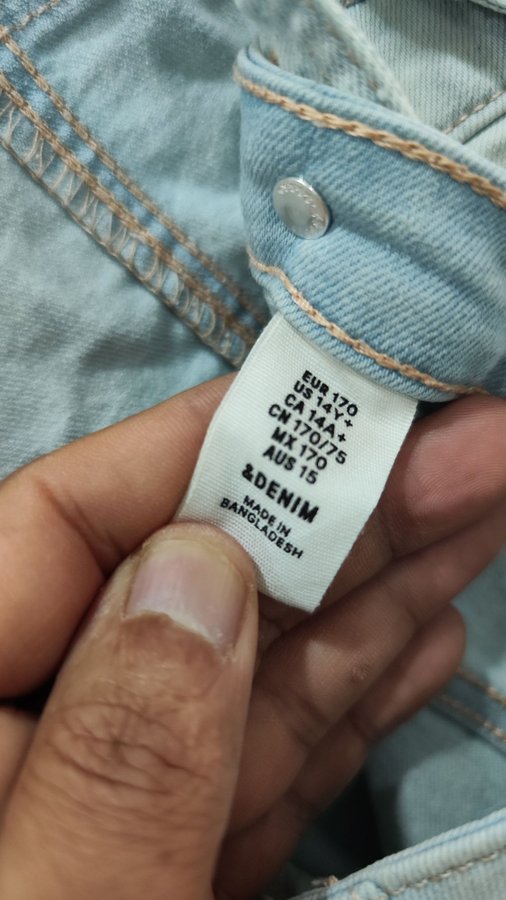 EUR 170
US 14Y+
CA 14A+
CN 170/75
MX 170
AUS 15
&DENIM
MADE IN
BANGLADESH